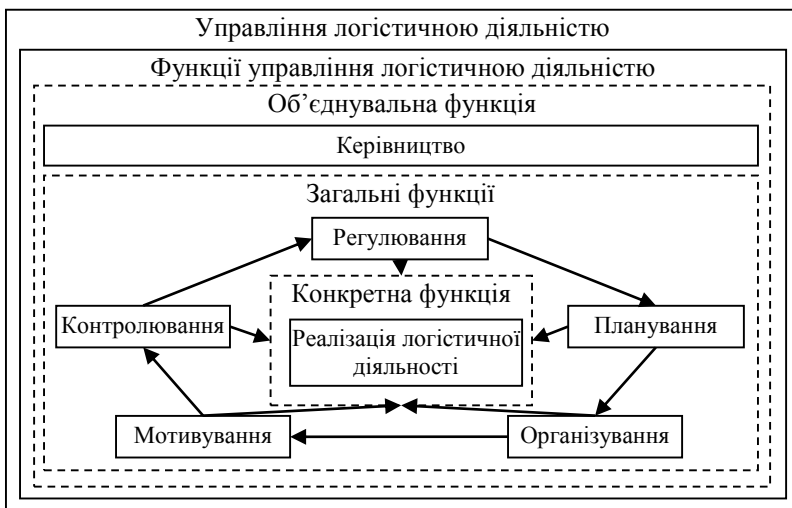 Управління логістичною діяльністю
Функції управління логістичною діяльністю
Об’єднувальна функція
Керівництво
Загальні функції
Регулювання
Конкретна функція
Контролювання
Реалізація логістичної
діяльності
Планування
Мотивування
Організування